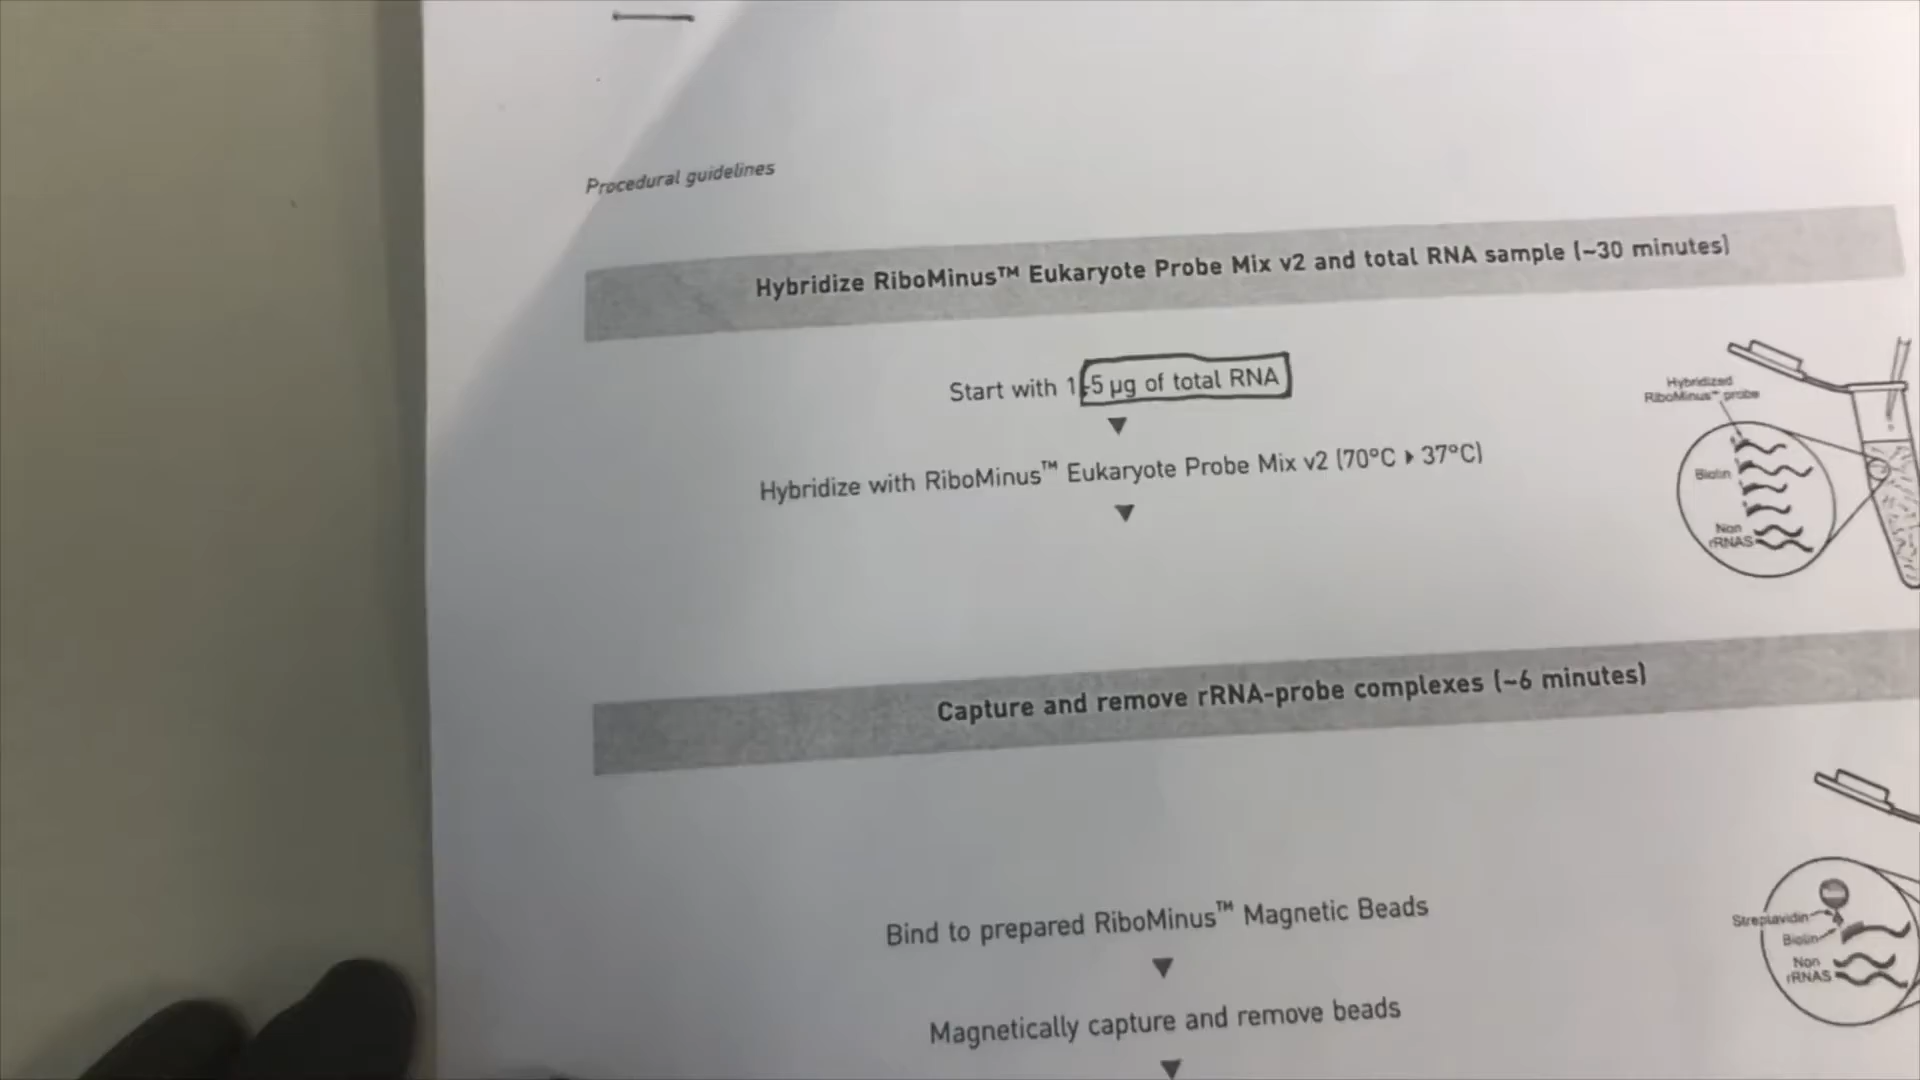 Procedural guidelines
Hybridize RiboMinus™ Eukaryote Probe Mix v2 and total RNA sample (~30 minutes)
Start with 1-5 µg of total RNA
Hybridized
RiboMinus™ probe
Hybridize with RiboMinus™ Eukaryote Probe Mix v2 (70°C ▸ 37°C)
Biotin
Non
rRNAS
Capture and remove rRNA-probe complexes (~6 minutes)
Bind to prepared RiboMinus™ Magnetic Beads
Streptavidin
Biotin
Non
rRNAS
Magnetically capture and remove beads